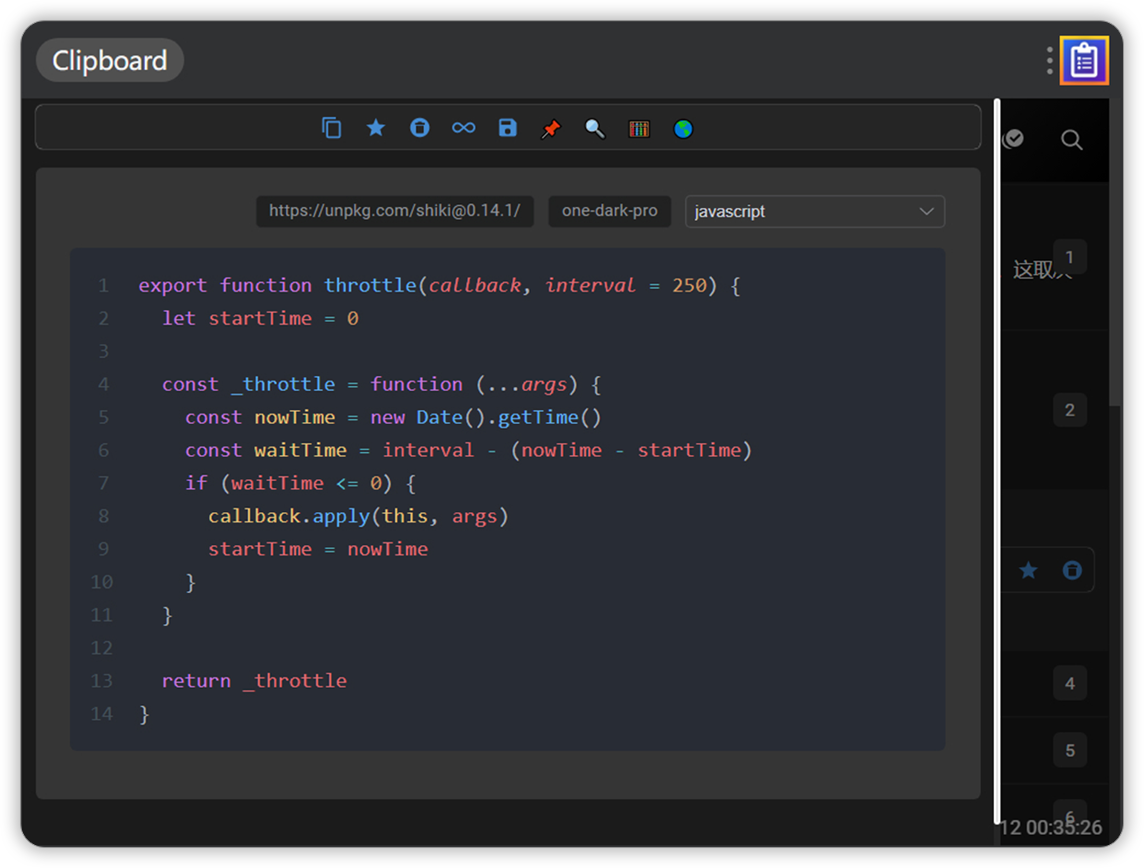 Clipboard
https://unpkg.com/shiki@0.14.1/ one-dark-pro javascript
1 export function throttle(callback, interval = 250) {
2   let startTime = 0
3
4   const _throttle = function (...args) {
5     const nowTime = new Date().getTime()
6     const waitTime = interval - (nowTime - startTime)
7     if (waitTime <= 0) {
8       callback.apply(this, args)
9       startTime = nowTime
10     }
11   }
12
13   return _throttle
14 }
这取
1
2
4
5
6
12 00:35:26